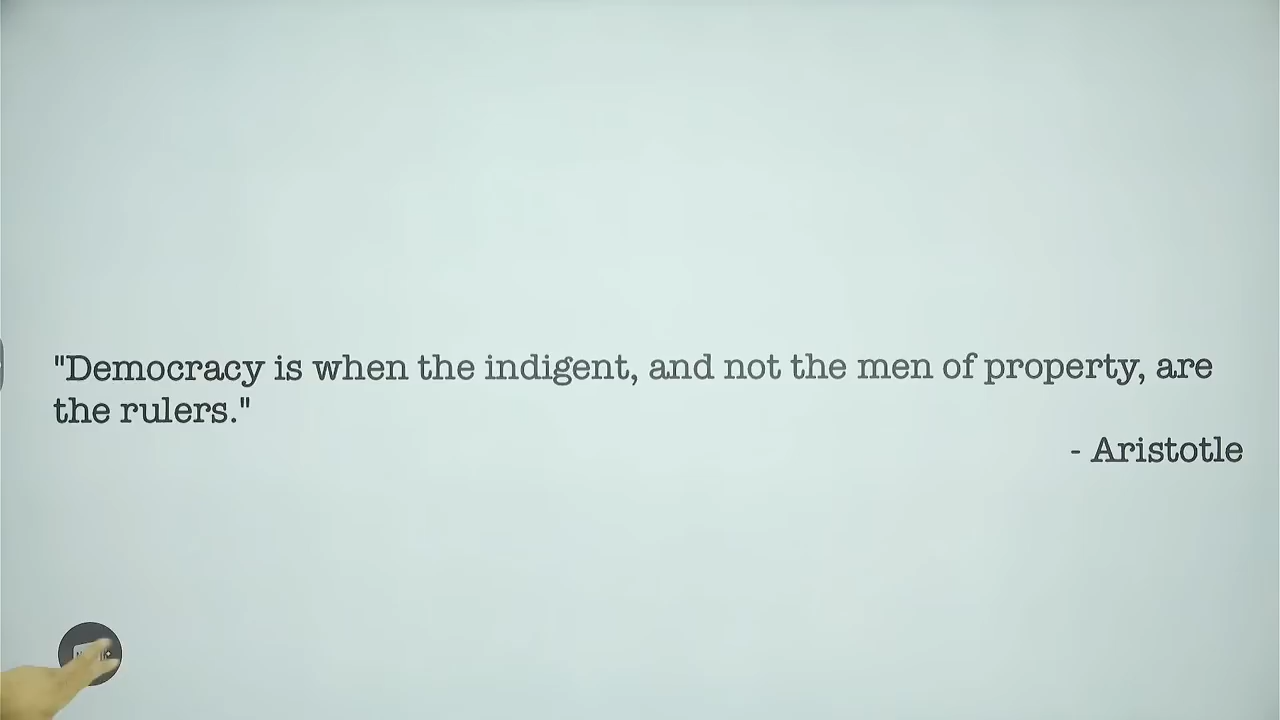 "Democracy is when the indigent, and not the men of property, are
the rulers."
- Aristotle